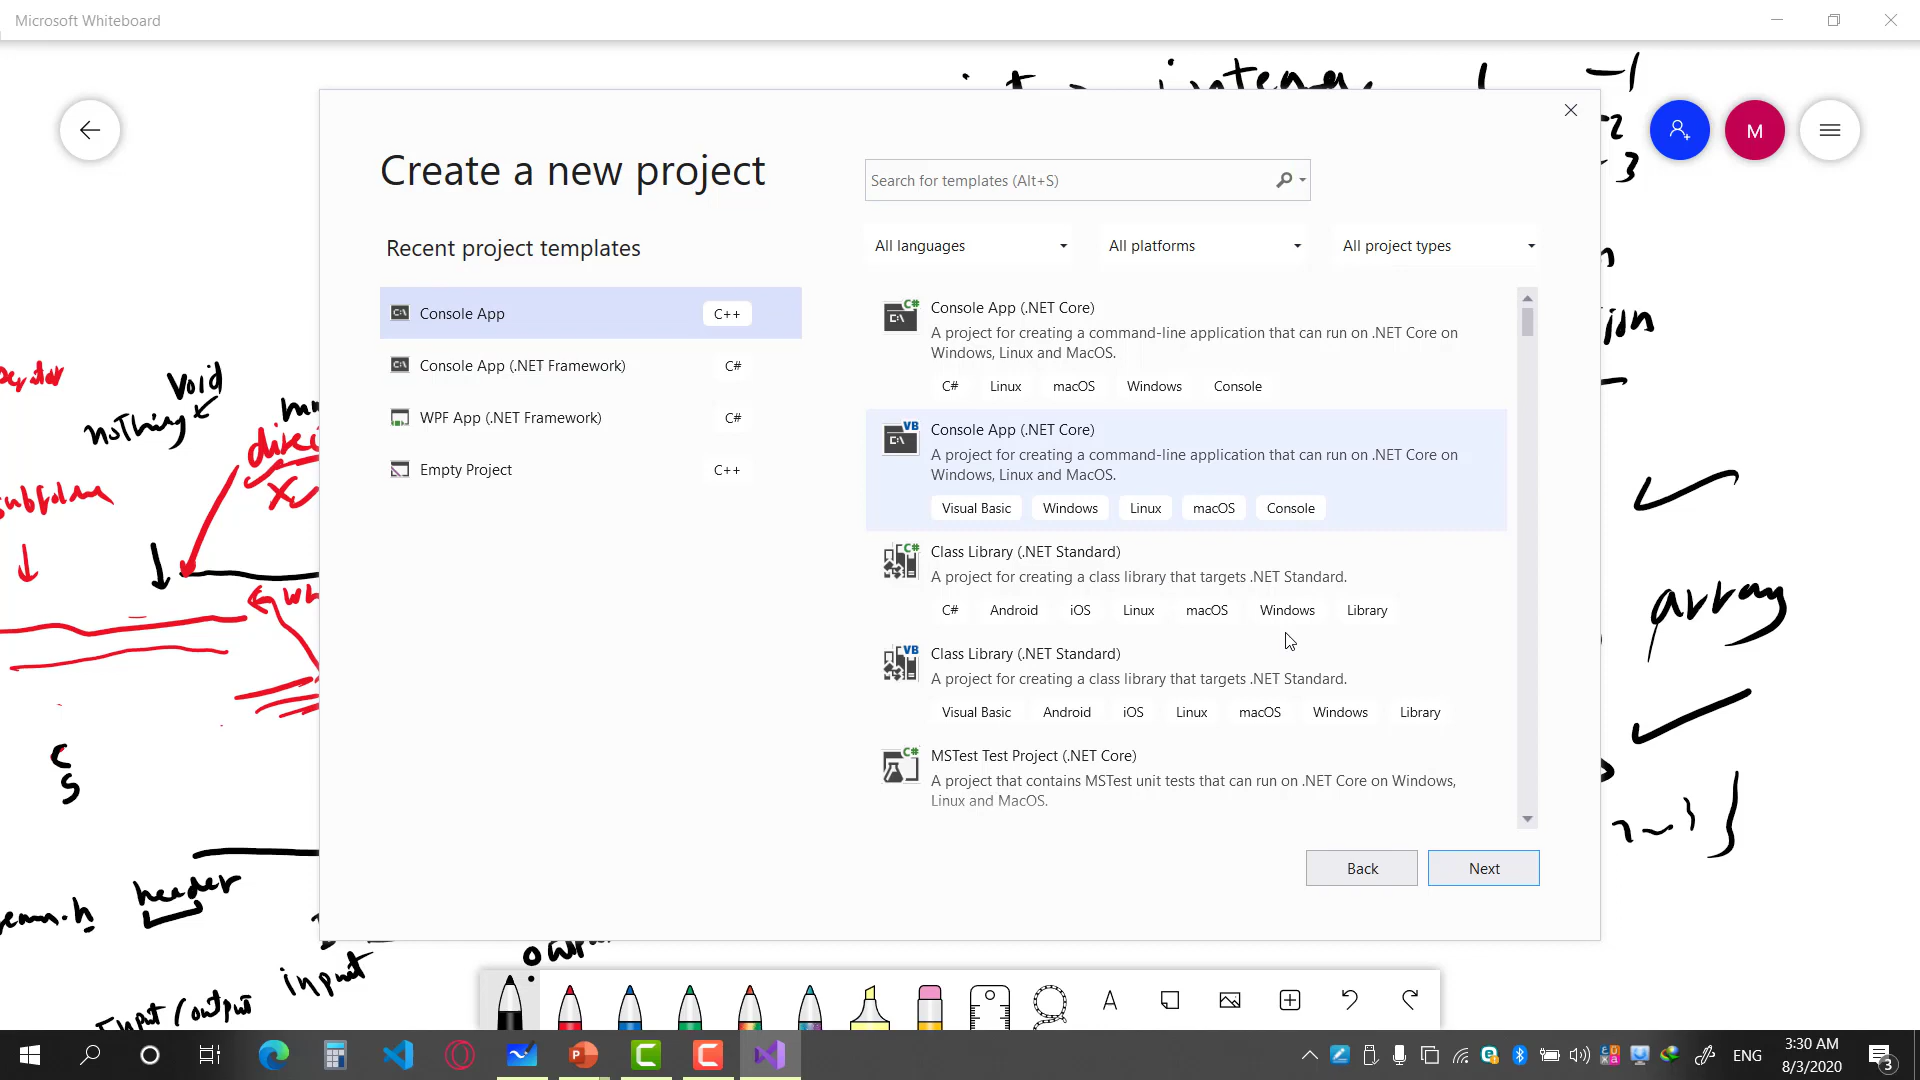 Microsoft Whiteboard
int → integer
-1
3
M
Create a new project
Search for templates (Alt+S)
Recent project templates
All languages
All platforms
All project types
Console App
C++
Console App (.NET Framework)
C#
WPF App (.NET Framework)
C#
Empty Project
C++
Console App (.NET Core)
A project for creating a command-line application that can run on .NET Core on
Windows, Linux and MacOS.
C# Linux macOS Windows Console
Console App (.NET Core)
A project for creating a command-line application that can run on .NET Core on
Windows, Linux and MacOS.
Visual Basic Windows Linux macOS Console
Class Library (.NET Standard)
A project for creating a class library that targets .NET Standard.
C# Android iOS Linux macOS Windows Library
Class Library (.NET Standard)
A project for creating a class library that targets .NET Standard.
Visual Basic Android iOS Linux macOS Windows Library
MSTest Test Project (.NET Core)
A project that contains MSTest unit tests that can run on .NET Core on Windows,
Linux and MacOS.
Back
Next
void
nothing
array
C
S
header
input
Input / output
A
ENG
3:30 AM
8/3/2020
3